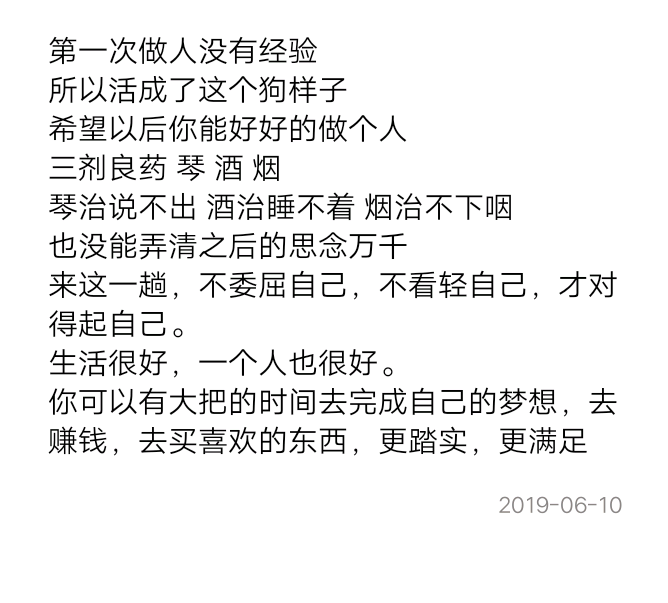 第一次做人没有经验
所以活成了这个狗样子
希望以后你能好好的做个人
三剂良药 琴 酒 烟
琴治说不出 酒治睡不着 烟治不下咽
也没能弄清之后的思念万千
来这一趟，不委屈自己，不看轻自己，才对
得起自己。
生活很好，一个人也很好。
你可以有大把的时间去完成自己的梦想，去
赚钱，去买喜欢的东西，更踏实，更满足
2019-06-10